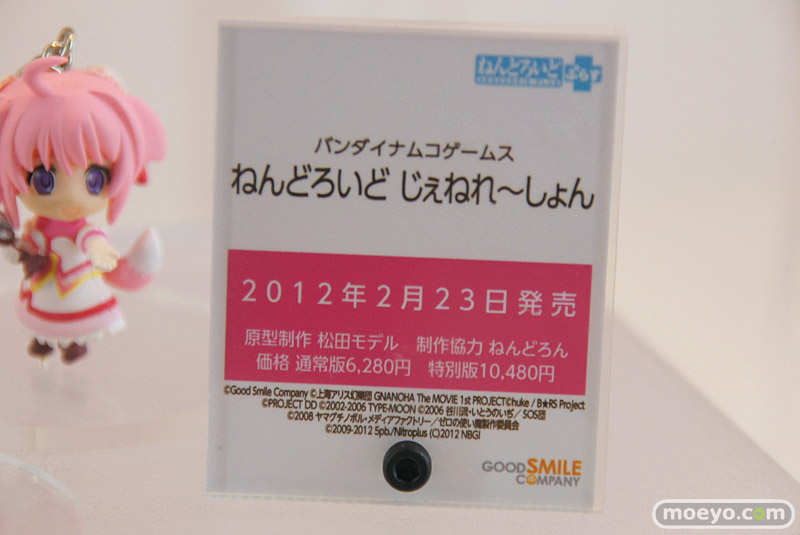 ねんどろいど ぷらす
バンダイナムコゲームス
ねんどろいど じぇねれ〜しょん
2012年2月23日発売
原型制作 松田モデル　制作協力 ねんどろん
価格 通常版6,280円　特別版10,480円
©Good Smile Company ©上海アリス幻樂団 ©NANOHA The MOVIE 1st PROJECT©huke / B★RS Project
©PROJECT DD ©2002-2006 TYPE-MOON ©2006 谷川流・いとうのいぢ／SOS団
©2008 ヤマグチノボル・メディアファクトリー／ゼロの使い魔製作委員会
©2009-2012 5pb./Nitroplus (C)2012 NBGI
GOOD SMILE
COMPANY
moeyo.com